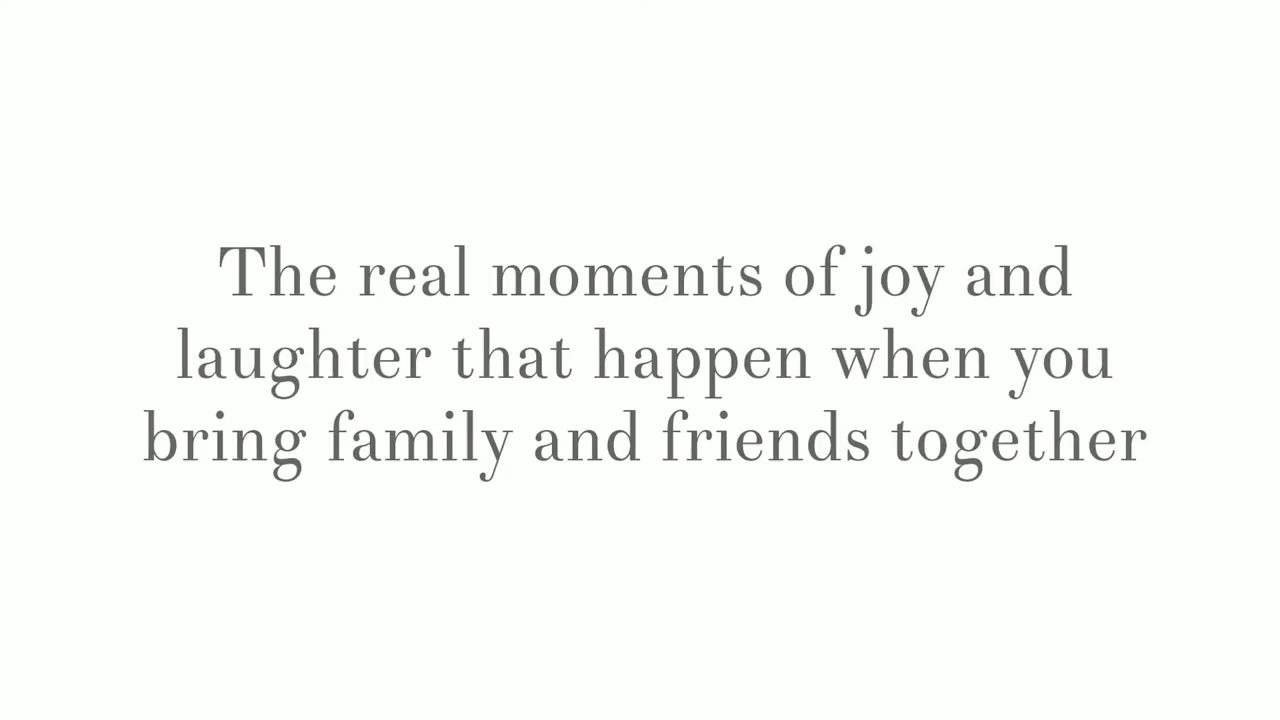 The real moments of joy and
laughter that happen when you
bring family and friends together